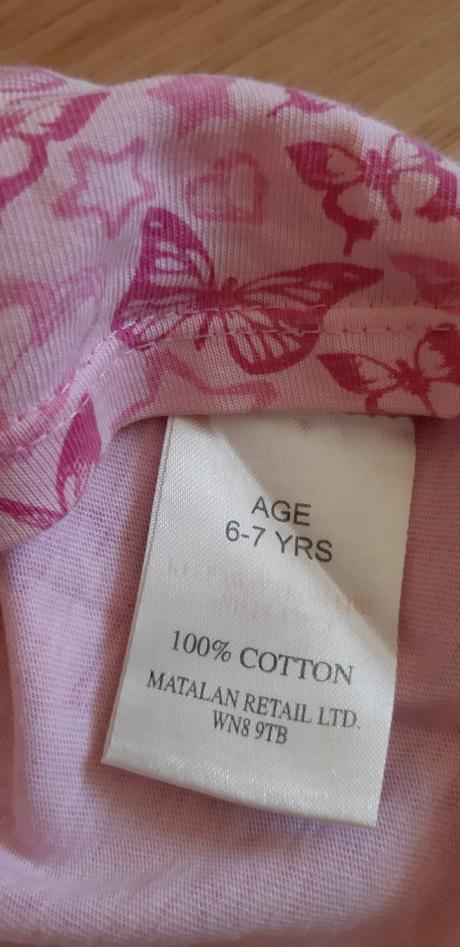 AGE
6-7 YRS
100% COTTON
MATALAN RETAIL LTD.
WN8 9TB